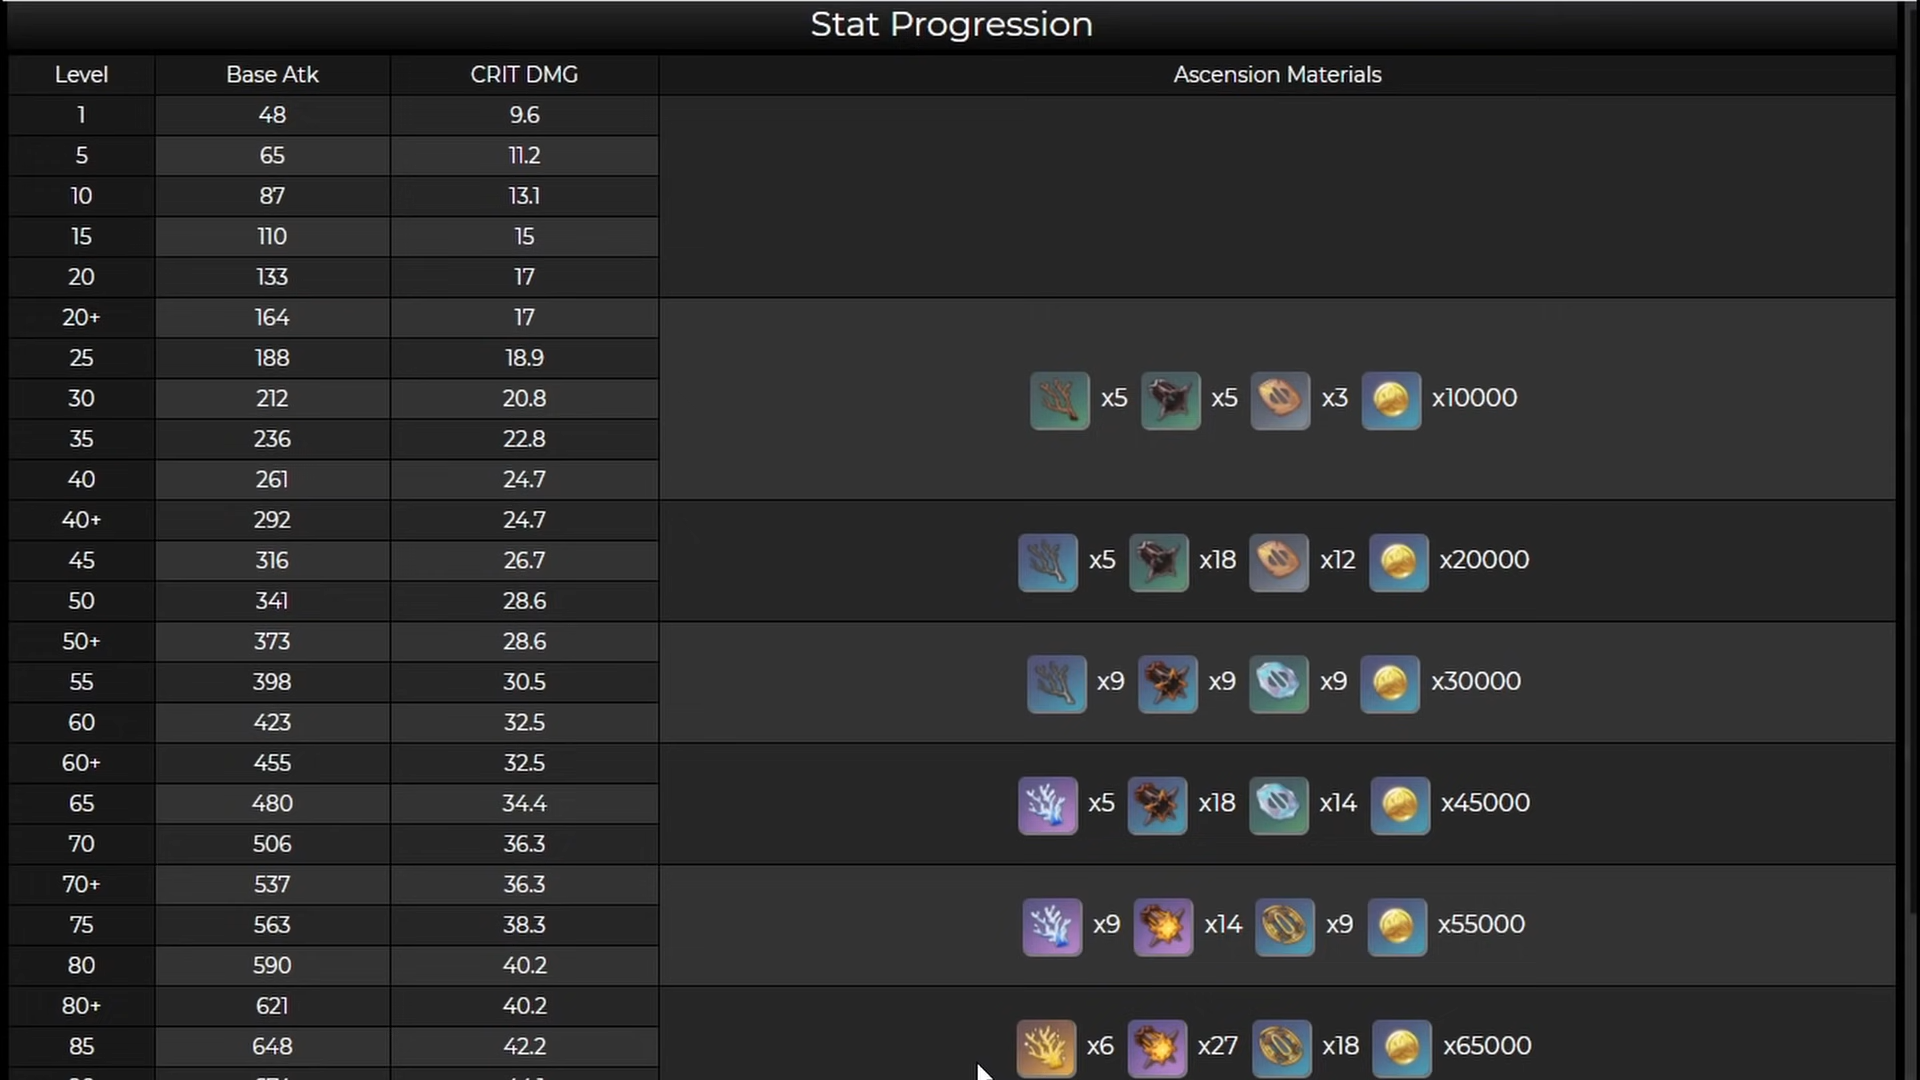 Stat Progression
Level Base Atk CRIT DMG Ascension Materials
1 48 9.6
5 65 11.2
10 87 13.1
15 110 15
20 133 17
20+ 164 17
25 188 18.9
30 212 20.8
x5 x5 x3 x10000
35 236 22.8
40 261 24.7
40+ 292 24.7
45 316 26.7 x5 x18 x12 x20000
50 341 28.6
50+ 373 28.6
55 398 30.5 x9 x9 x9 x30000
60 423 32.5
60+ 455 32.5
65 480 34.4 x5 x18 x14 x45000
70 506 36.3
70+ 537 36.3
75 563 38.3 x9 x14 x9 x55000
80 590 40.2
80+ 621 40.2
85 648 42.2 x6 x27 x18 x65000